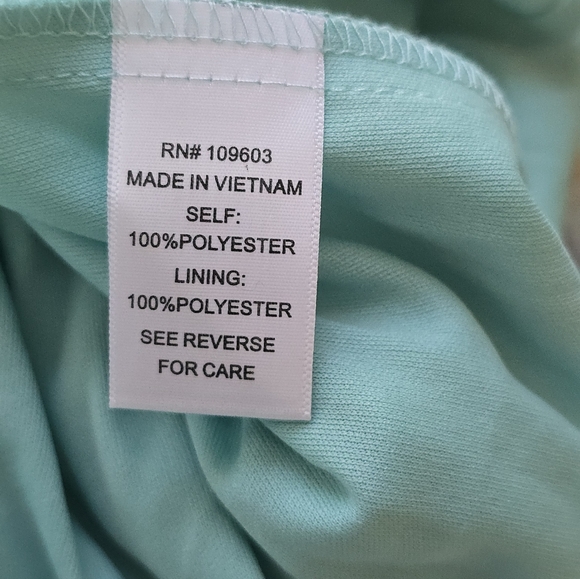 RN# 109603
MADE IN VIETNAM
SELF:
100%POLYESTER
LINING:
100%POLYESTER
SEE REVERSE
FOR CARE